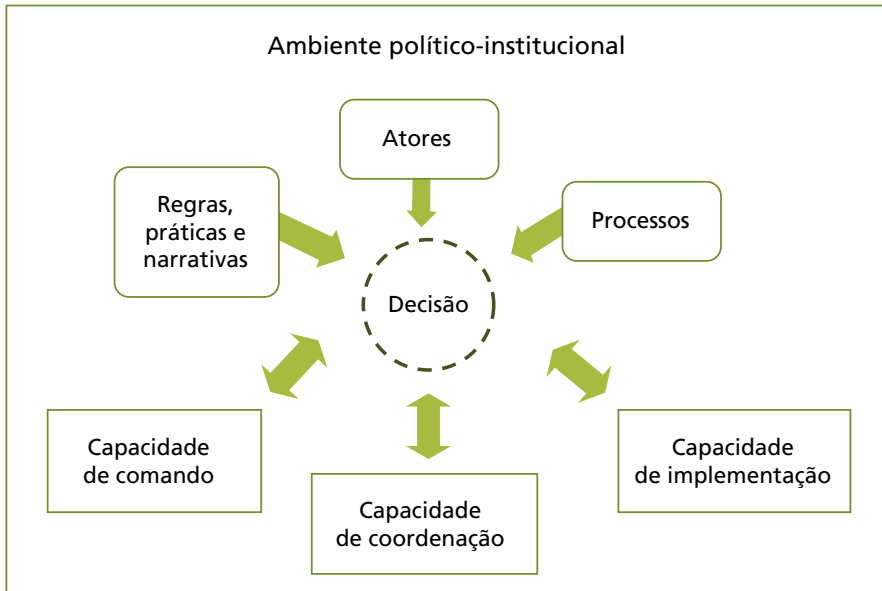 Ambiente político-institucional
Atores
Regras,
práticas e
narrativas
Processos
Decisão
Capacidade
de comando
Capacidade
de coordenação
Capacidade
de implementação